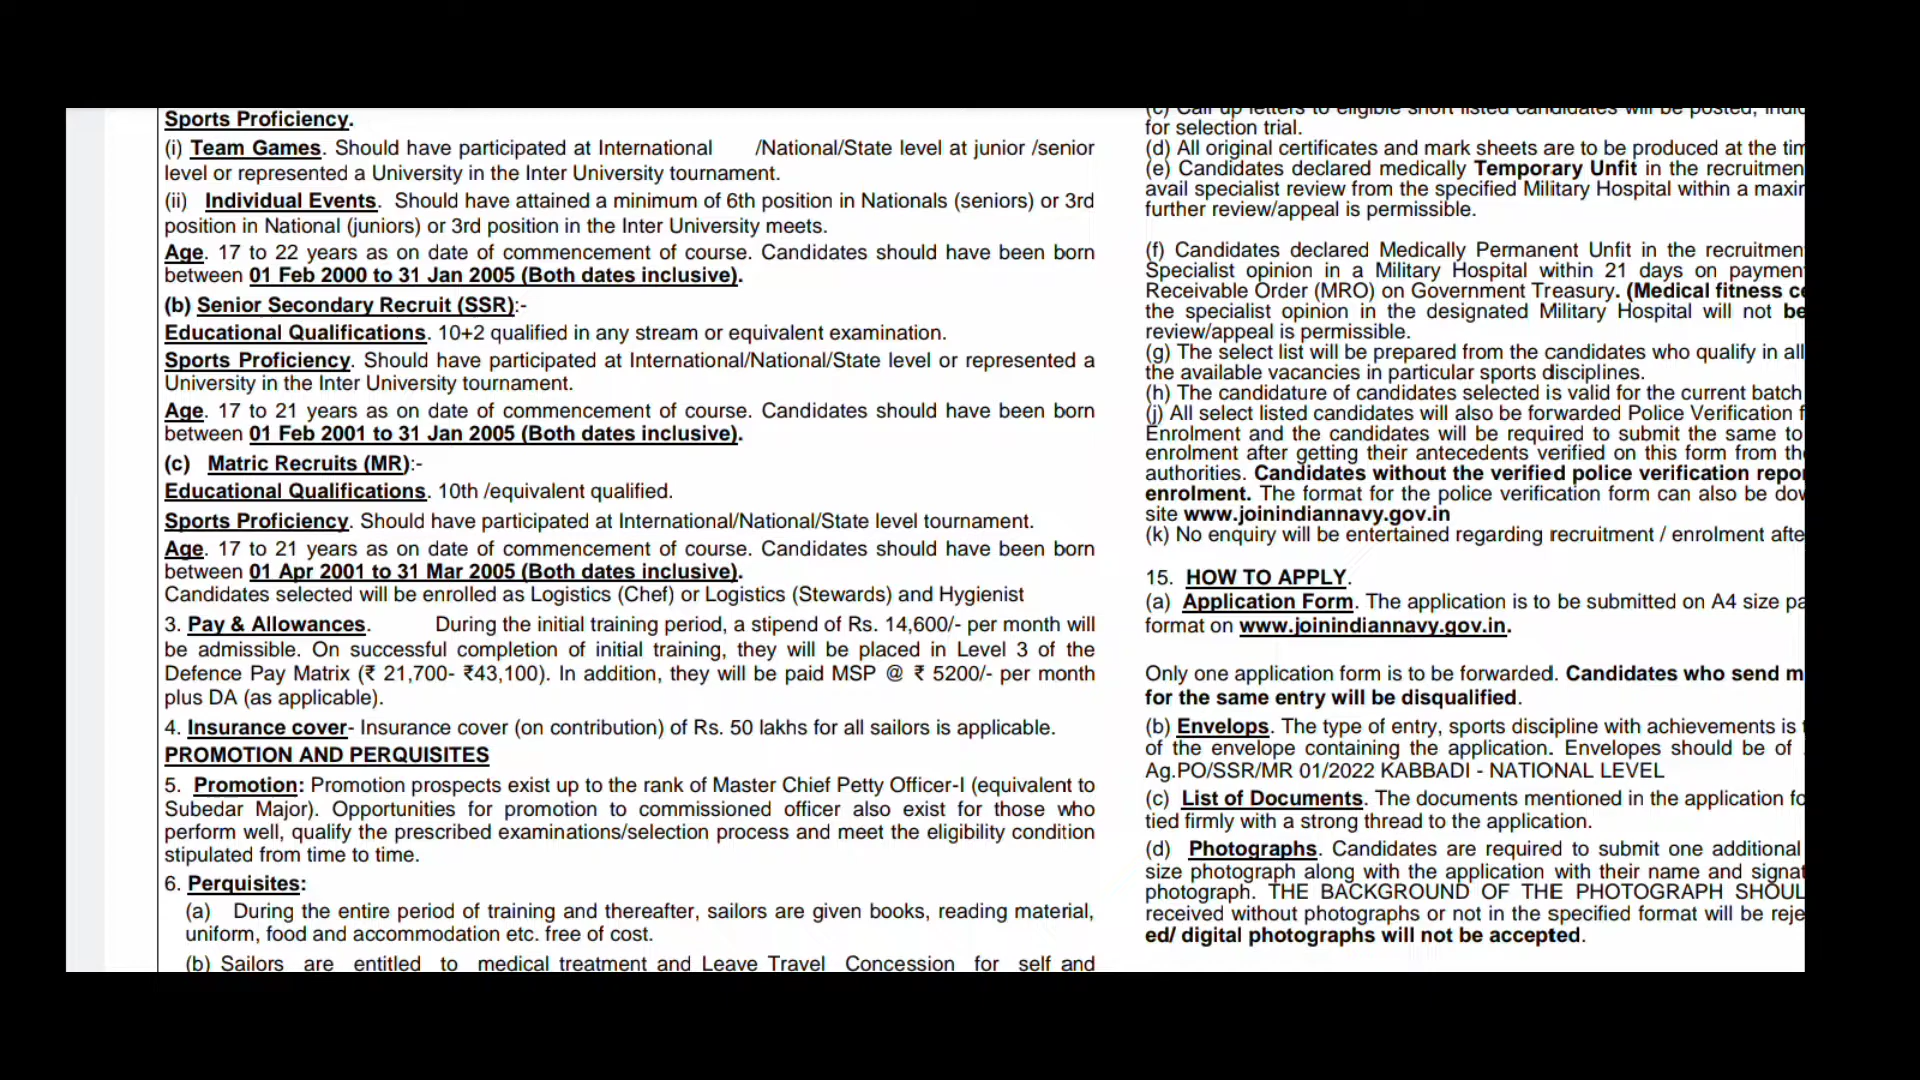 Sports Proficiency.
(i) Team Games. Should have participated at International /National/State level at junior /senior
level or represented a University in the Inter University tournament.
(ii) Individual Events. Should have attained a minimum of 6th position in Nationals (seniors) or 3rd
position in National (juniors) or 3rd position in the Inter University meets.
Age. 17 to 22 years as on date of commencement of course. Candidates should have been born
between 01 Feb 2000 to 31 Jan 2005 (Both dates inclusive).
(b) Senior Secondary Recruit (SSR):-
Educational Qualifications. 10+2 qualified in any stream or equivalent examination.
Sports Proficiency. Should have participated at International/National/State level or represented a
University in the Inter University tournament.
Age. 17 to 21 years as on date of commencement of course. Candidates should have been born
between 01 Feb 2001 to 31 Jan 2005 (Both dates inclusive).
(c) Matric Recruits (MR):-
Educational Qualifications. 10th /equivalent qualified.
Sports Proficiency. Should have participated at International/National/State level tournament.
Age. 17 to 21 years as on date of commencement of course. Candidates should have been born
between 01 Apr 2001 to 31 Mar 2005 (Both dates inclusive).
Candidates selected will be enrolled as Logistics (Chef) or Logistics (Stewards) and Hygienist
3. Pay & Allowances. During the initial training period, a stipend of Rs. 14,600/- per month will
be admissible. On successful completion of initial training, they will be placed in Level 3 of the
Defence Pay Matrix (₹ 21,700- ₹43,100). In addition, they will be paid MSP @ ₹ 5200/- per month
plus DA (as applicable).
4. Insurance cover- Insurance cover (on contribution) of Rs. 50 lakhs for all sailors is applicable.
PROMOTION AND PERQUISITES
5. Promotion: Promotion prospects exist up to the rank of Master Chief Petty Officer-I (equivalent to
Subedar Major). Opportunities for promotion to commissioned officer also exist for those who
perform well, qualify the prescribed examinations/selection process and meet the eligibility condition
stipulated from time to time.
6. Perquisites:
(a) During the entire period of training and thereafter, sailors are given books, reading material,
uniform, food and accommodation etc. free of cost.
(b) Sailors are entitled to medical treatment and Leave Travel Concession for self and
(c) Call up letters to eligible short listed candidates will be posted,
for selection trial.
(d) All original certificates and mark sheets are to be produced at the
(e) Candidates declared medically Temporary Unfit in the
avail specialist review from the specified Military Hospital within a
further review/appeal is permissible.
(f) Candidates declared Medically Permanent Unfit in the
Specialist opinion in a Military Hospital within 21 days on
Receivable Order (MRO) on Government Treasury. (Medical fitness
the specialist opinion in the designated Military Hospital will not be
review/appeal is permissible.
(g) The select list will be prepared from the candidates who qualify in all
the available vacancies in particular sports disciplines.
(h) The candidature of candidates selected is valid for the current batch
(j) All select listed candidates will also be forwarded Police Verification
Enrolment and the candidates will be required to submit the same to
enrolment after getting their antecedents verified on this form from
authorities. Candidates without the verified police verification
enrolment. The format for the police verification form can also be
site www.joinindiannavy.gov.in
(k) No enquiry will be entertained regarding recruitment / enrolment
15. HOW TO APPLY.
(a) Application Form. The application is to be submitted on A4 size
format on www.joinindiannavy.gov.in.
Only one application form is to be forwarded. Candidates who send
for the same entry will be disqualified.
(b) Envelops. The type of entry, sports discipline with achievements is
of the envelope containing the application. Envelopes should be of
Ag.PO/SSR/MR 01/2022 KABBADI - NATIONAL LEVEL
(c) List of Documents. The documents mentioned in the application
tied firmly with a strong thread to the application.
(d) Photographs. Candidates are required to submit one additional
size photograph along with the application with their name and
photograph. THE BACKGROUND OF THE PHOTOGRAPH
received without photographs or not in the specified format will be
ed/ digital photographs will not be accepted.